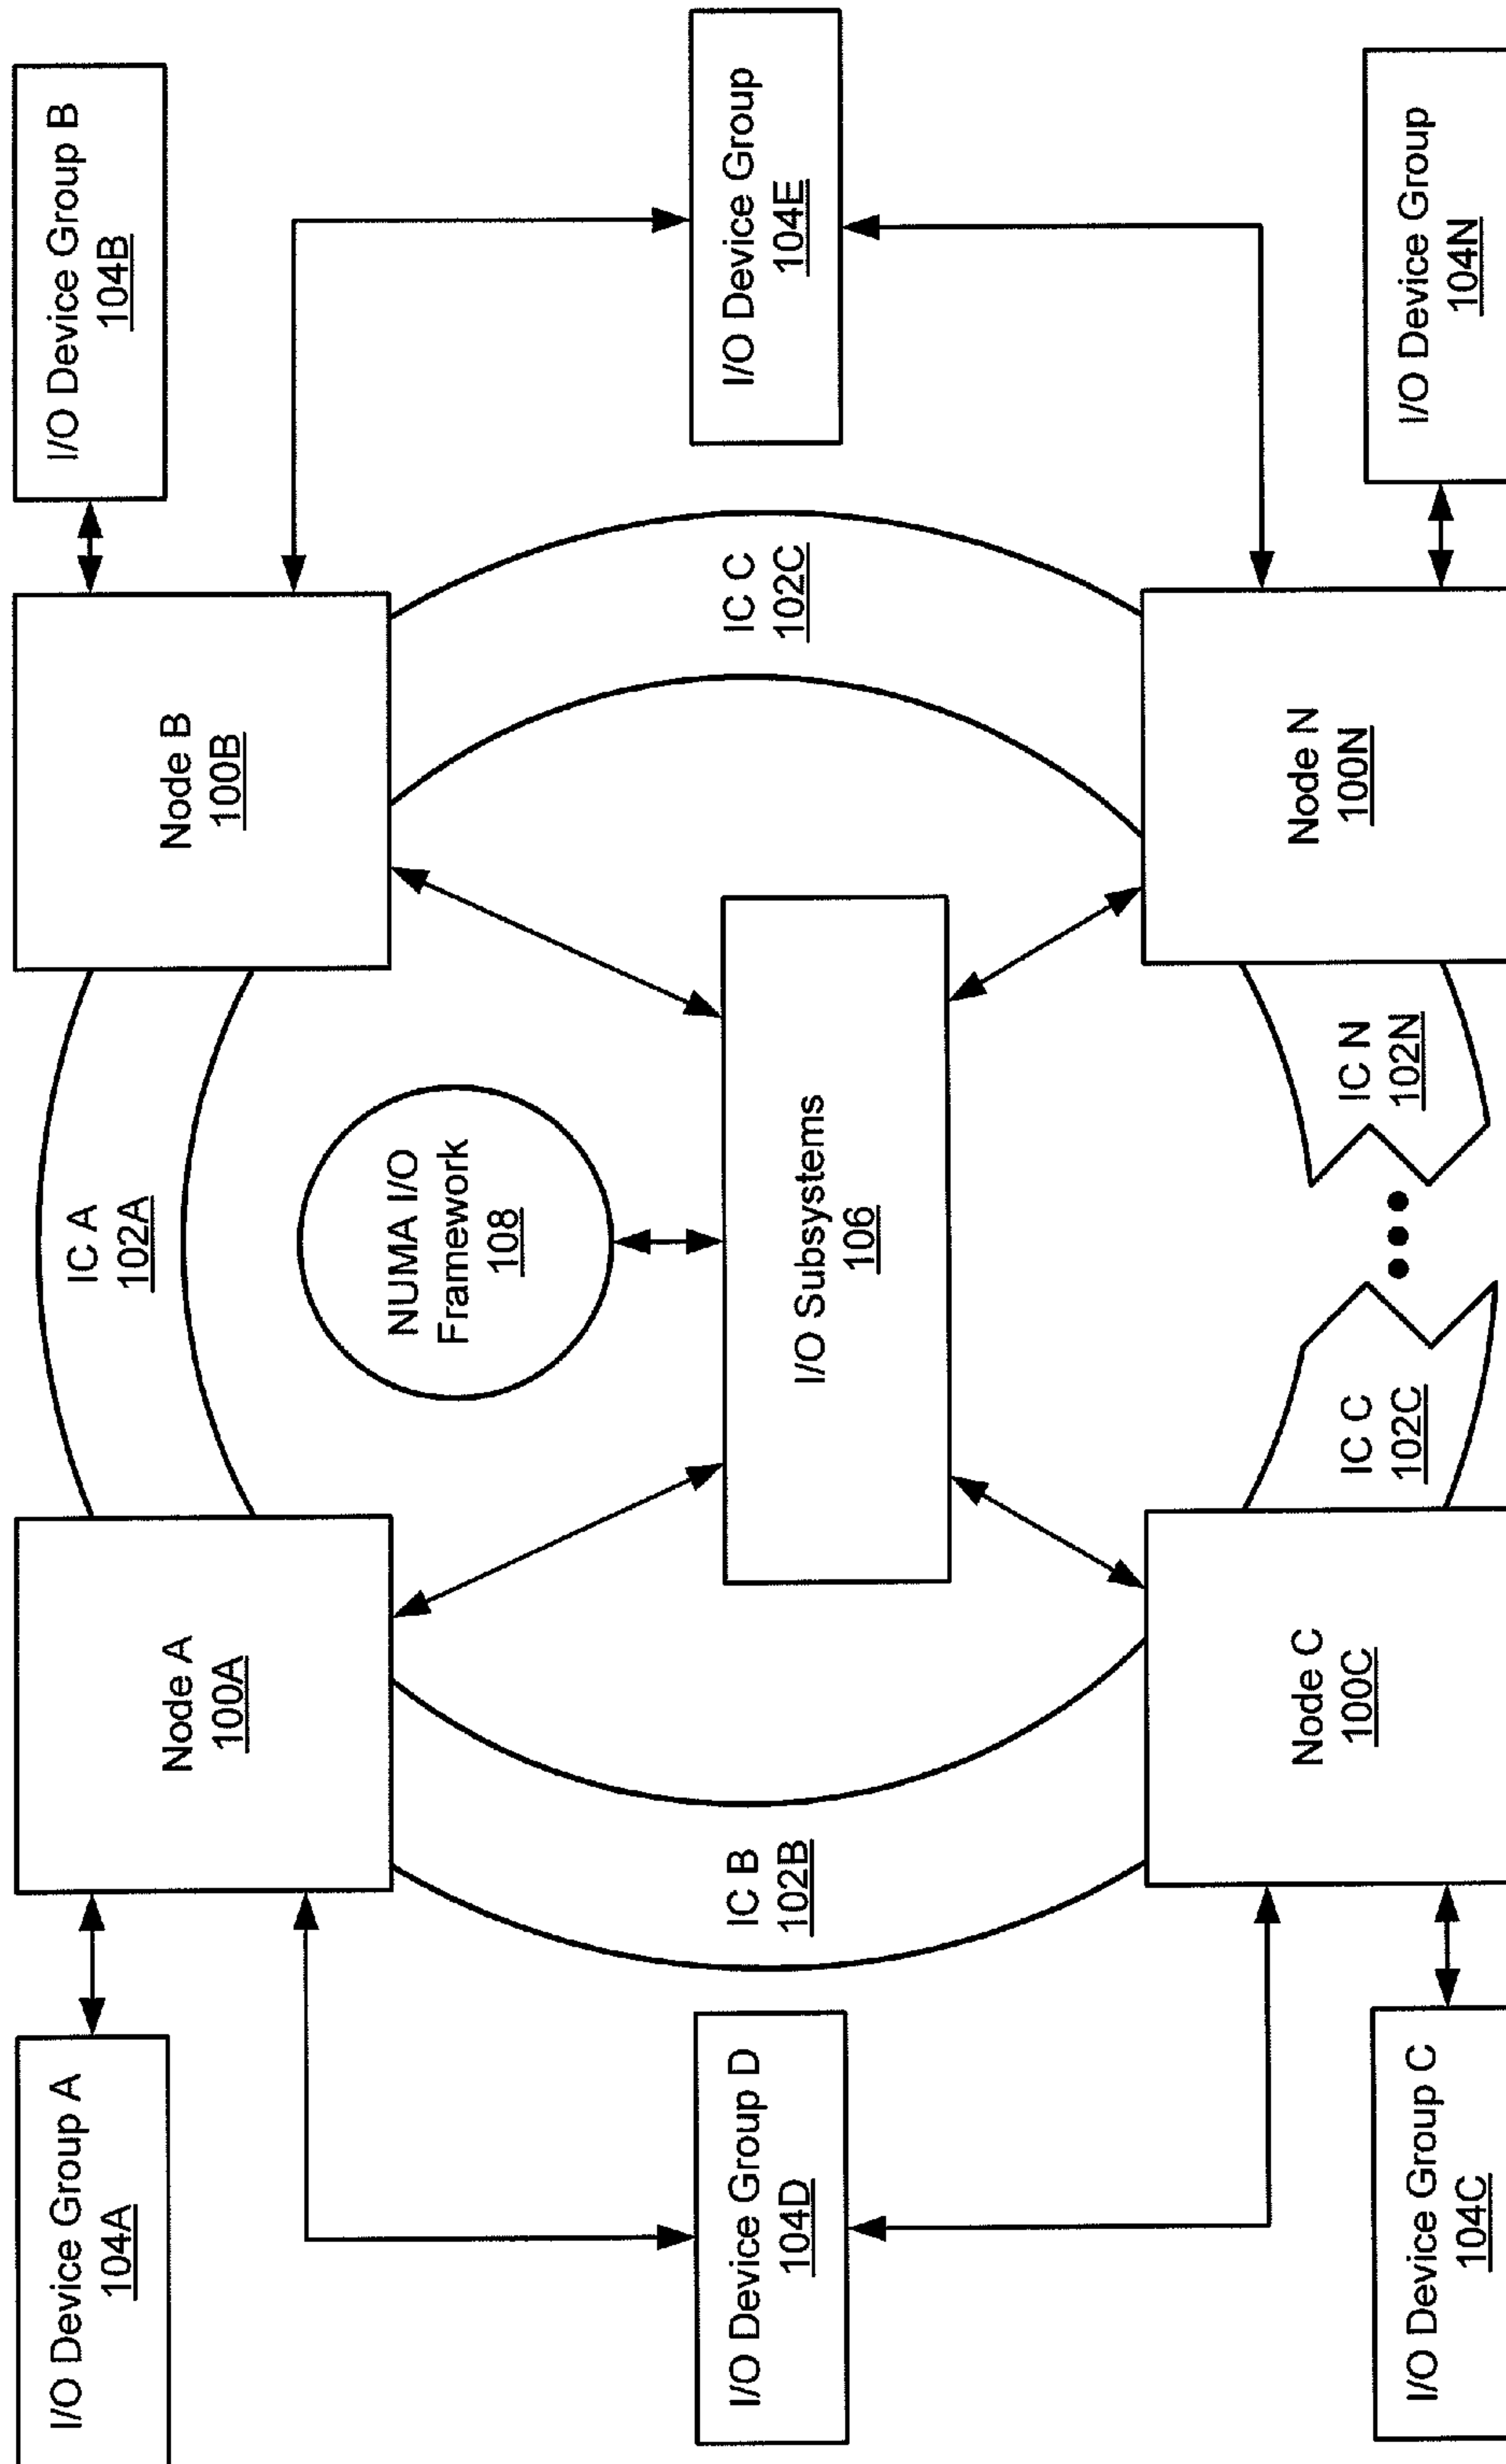 I/O Device Group A
104A
Node A
100A
IC A
102A
Node B
100B
I/O Device Group B
104B
NUMA I/O
Framework
108
I/O Device Group D
104D
IC B
102B
I/O Subsystems
106
IC C
102C
I/O Device Group
104E
I/O Device Group C
104C
Node C
100C
IC C
102C
IC N
102N
Node N
100N
I/O Device Group
104N